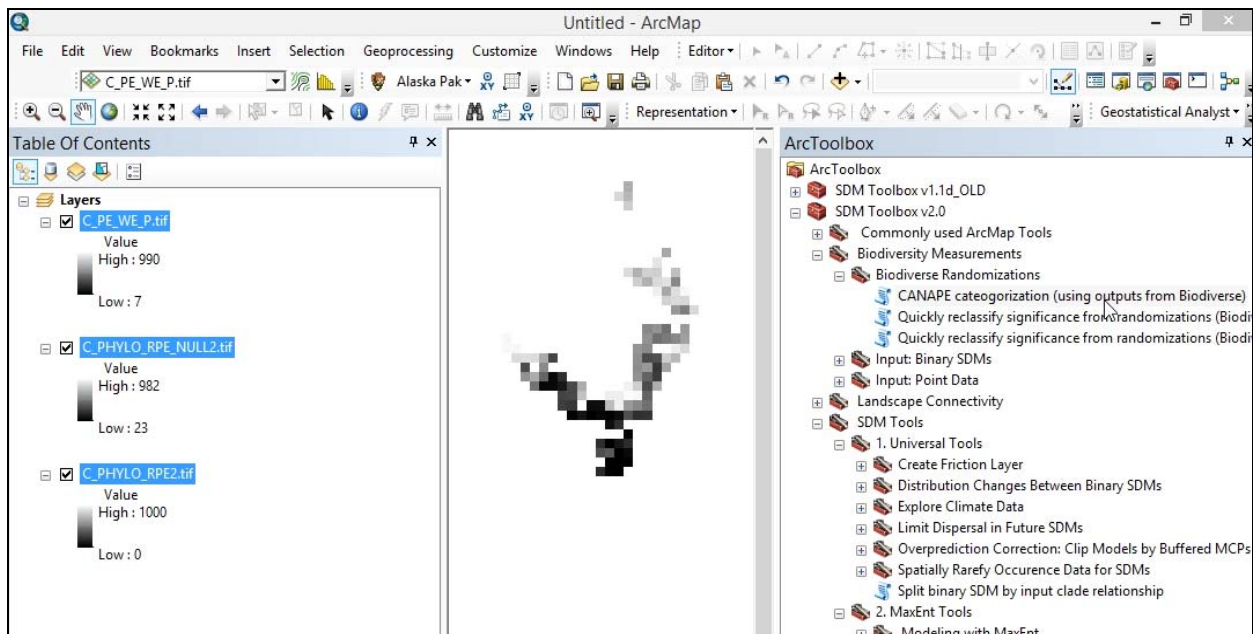 Untitled - ArcMap
File Edit View Bookmarks Insert Selection Geoprocessing Customize Windows Help Editor
C_PE_WE_P.tif Alaska Pak XY
XY Representation Geostatistical Analyst
Table Of Contents
Layers
C_PE_WE_P.tif
Value
High : 990
Low : 7
C_PHYLO_RPE_NULL2.tif
Value
High : 982
Low : 23
C_PHYLO_RPE2.tif
Value
High : 1000
Low : 0
ArcToolbox
ArcToolbox
SDM Toolbox v1.1d_OLD
SDM Toolbox v2.0
Commonly used ArcMap Tools
Biodiversity Measurements
Biodiverse Randomizations
CANAPE cateogorization (using outputs from Biodiverse)
Quickly reclassify significance from randomizations (Biodi
Quickly reclassify significance from randomizations (Biodi
Input: Binary SDMs
Input: Point Data
Landscape Connectivity
SDM Tools
1. Universal Tools
Create Friction Layer
Distribution Changes Between Binary SDMs
Explore Climate Data
Limit Dispersal in Future SDMs
Overprediction Correction: Clip Models by Buffered MCPs
Spatially Rarefy Occurence Data for SDMs
Split binary SDM by input clade relationship
2. MaxEnt Tools
Modeling with MaxEnt